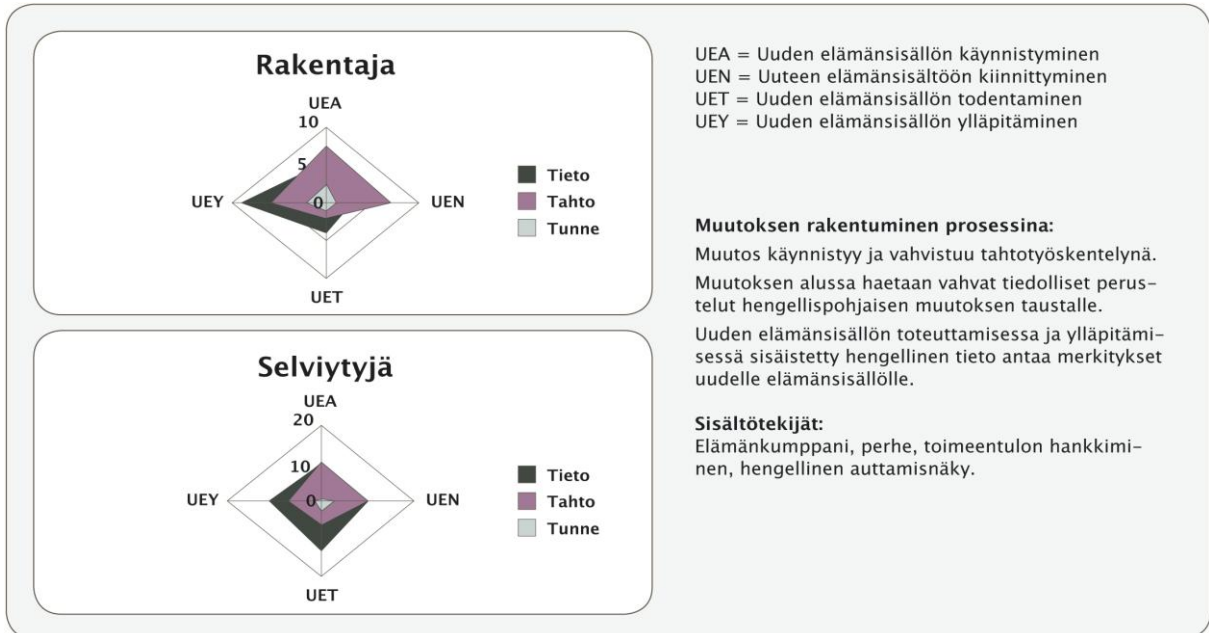 Rakentaja
UEA
10
5
UEY
0
UEN
UET
Tieto
Tahto
Tunne
Selviytyjä
UEA
20
10
UEY
0
UEN
UET
Tieto
Tahto
Tunne
UEA = Uuden elämänsisällön käynnistyminen
UEN = Uuteen elämänsisältöön kiinnittyminen
UET = Uuden elämänsisällön todentaminen
UEY = Uuden elämänsisällön ylläpitäminen
Muutoksen rakentuminen prosessina:
Muutos käynnistyy ja vahvistuu tahtotyöskentelynä.
Muutoksen alussa haetaan vahvat tiedolliset perus-
telut hengellispohjaisen muutoksen taustalle.
Uuden elämänsisällön toteuttamisessa ja ylläpitämi-
sessä sisäistetty hengellinen tieto antaa merkitykset
uudelle elämänsisällölle.
Sisältötekijät:
Elämänkumppani, perhe, toimeentulon hankkimi-
nen, hengellinen auttamisnäky.